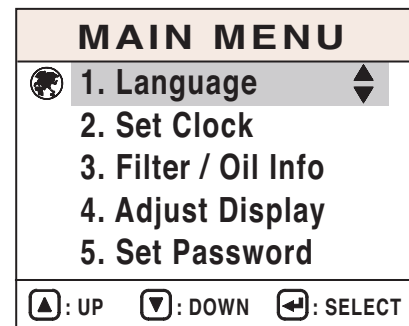 MAIN MENU
1. Language
2. Set Clock
3. Filter / Oil Info
4. Adjust Display
5. Set Password
: UP : DOWN : SELECT